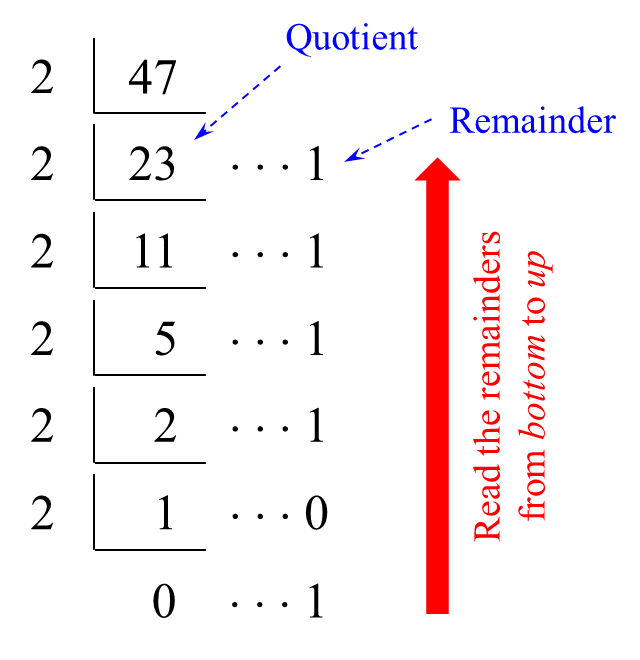 Quotient
2 47
Remainder
2 23 · · · 1
2 11 · · · 1
2 5 · · · 1
2 2 · · · 1
2 1 · · · 0
0 · · · 1
Read the remainders
from bottom to up